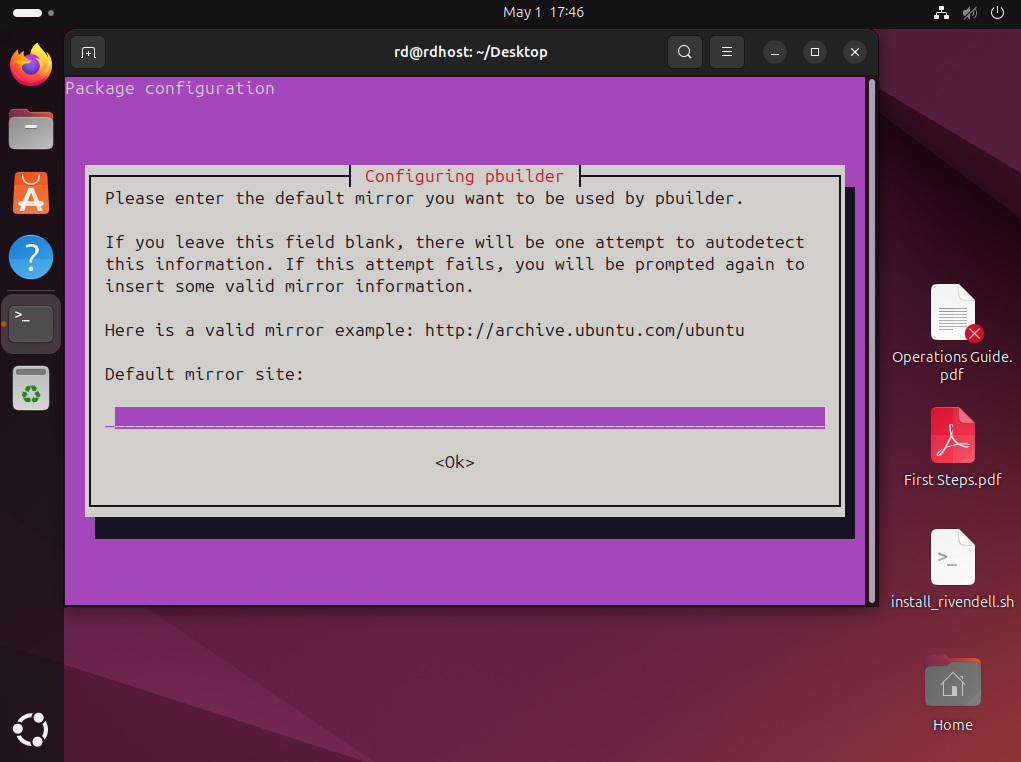 May 1 17:46
rd@rdhost: ~/Desktop
Package configuration
Configuring pbuilder
Please enter the default mirror you want to be used by pbuilder.
If you leave this field blank, there will be one attempt to autodetect
this information. If this attempt fails, you will be prompted again to
insert some valid mirror information.
Here is a valid mirror example: http://archive.ubuntu.com/ubuntu
Default mirror site:
<Ok>
Operations Guide.
pdf
First Steps.pdf
install_rivendell.sh
Home